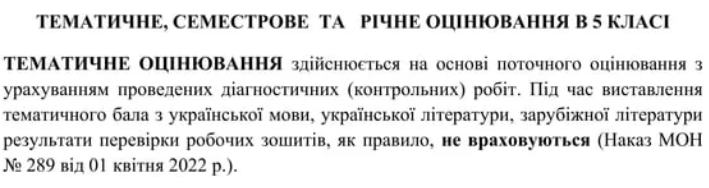 ТЕМАТИЧНЕ, СЕМЕСТРОВЕ ТА РІЧНЕ ОЦІНЮВАННЯ В 5 КЛАСІ
ТЕМАТИЧНЕ ОЦІНЮВАННЯ здійснюється на основі поточного оцінювання з
урахуванням проведених діагностичних (контрольних) робіт. Під час виставлення
тематичного бала з української мови, української літератури, зарубіжної літератури
результати перевірки робочих зошитів, як правило, не враховуються (Наказ МОН
№ 289 від 01 квітня 2022 р.).